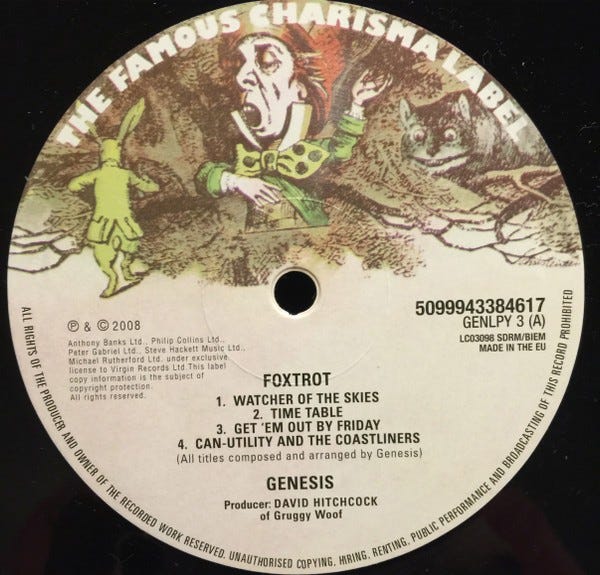 THE FAMOUS CHARISMA LABEL
℗ & © 2008
Anthony Banks Ltd., Philip Collins Ltd.,
Peter Gabriel Ltd., Steve Hackett Music Ltd.,
Michael Rutherford Ltd. under exclusive
license to Virgin Records Ltd.This label
copy information is the subject of
copyright protection.
All rights reserved.
5099943384617
GENLPY 3 (A)
LC03098 SDRM/BIEM
MADE IN THE EU
FOXTROT
1. WATCHER OF THE SKIES
2. TIME TABLE
3. GET 'EM OUT BY FRIDAY
4. CAN-UTILITY AND THE COASTLINERS
(All titles composed and arranged by Genesis)
GENESIS
Producer: DAVID HITCHCOCK
of Gruggy Woof
ALL RIGHTS OF THE PRODUCER AND OWNER OF THE RECORDED WORK RESERVED. UNAUTHORISED COPYING, HIRING, RENTING, PUBLIC PERFORMANCE AND BROADCASTING OF THIS RECORD PROHIBITED